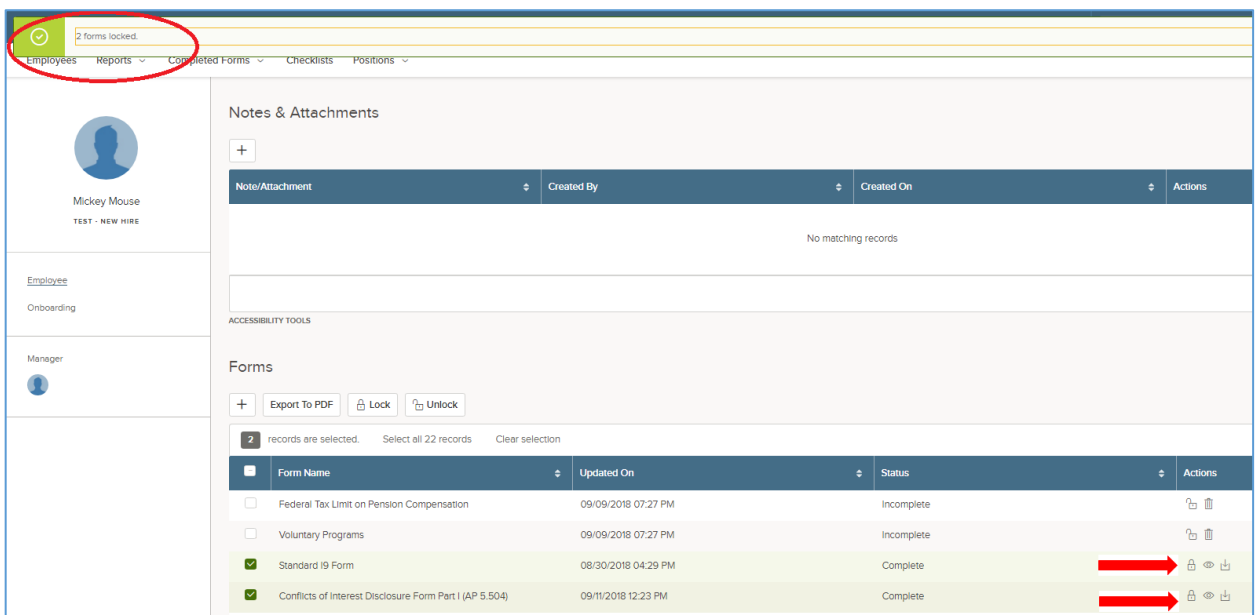 2 forms locked.
Employees Reports Completed Forms Checklists Positions
Mickey Mouse
TEST - NEW HIRE
Employee
Onboarding
Manager
Notes & Attachments
+
Note/Attachment Created By Created On Actions
No matching records
ACCESSIBILITY TOOLS
Forms
+ Export To PDF Lock Unlock
2 records are selected. Select all 22 records Clear selection
Form Name Updated On Status Actions
Federal Tax Limit on Pension Compensation 09/09/2018 07:27 PM Incomplete
Voluntary Programs 09/09/2018 07:27 PM Incomplete
Standard I9 Form 08/30/2018 04:29 PM Complete
Conflicts of Interest Disclosure Form Part I (AP 5.504) 09/11/2018 12:23 PM Complete